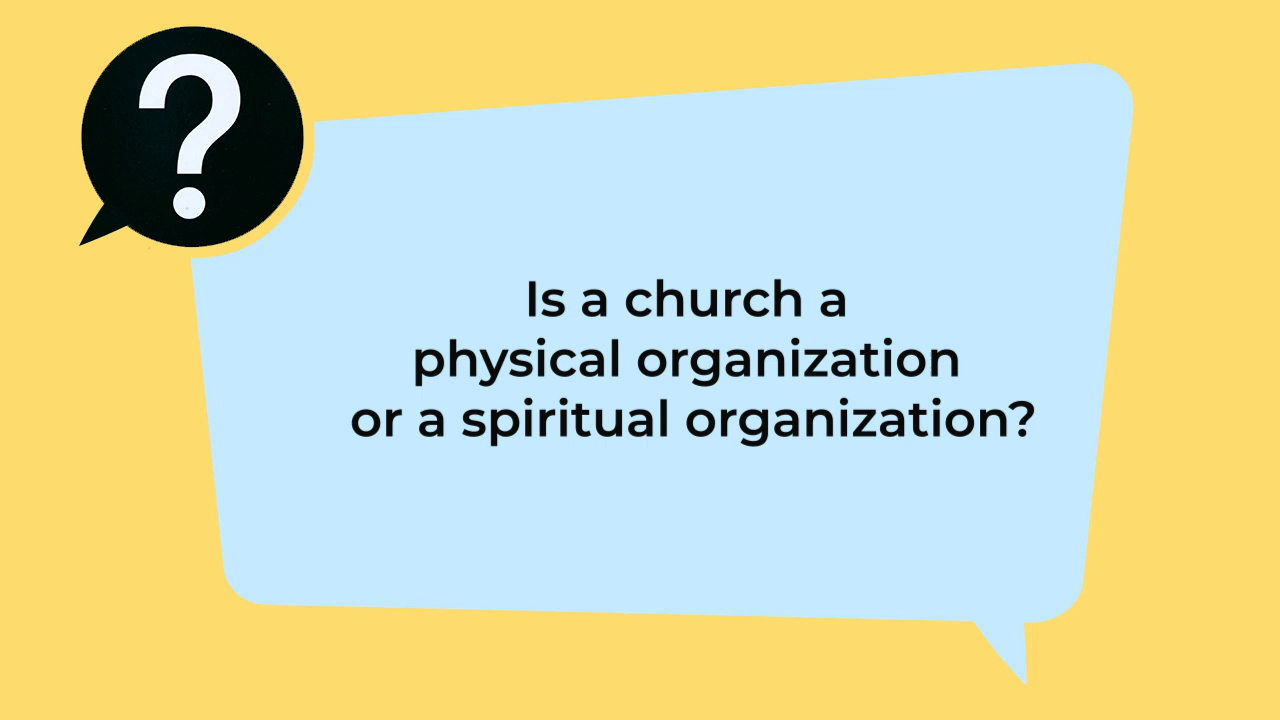 ?
Is a church a
physical organization
or a spiritual organization?